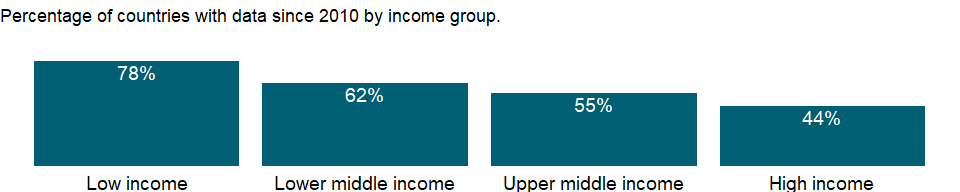 Percentage of countries with data since 2010 by income group.
78%
62%
55%
44%
Low income
Lower middle income
Upper middle income
High income